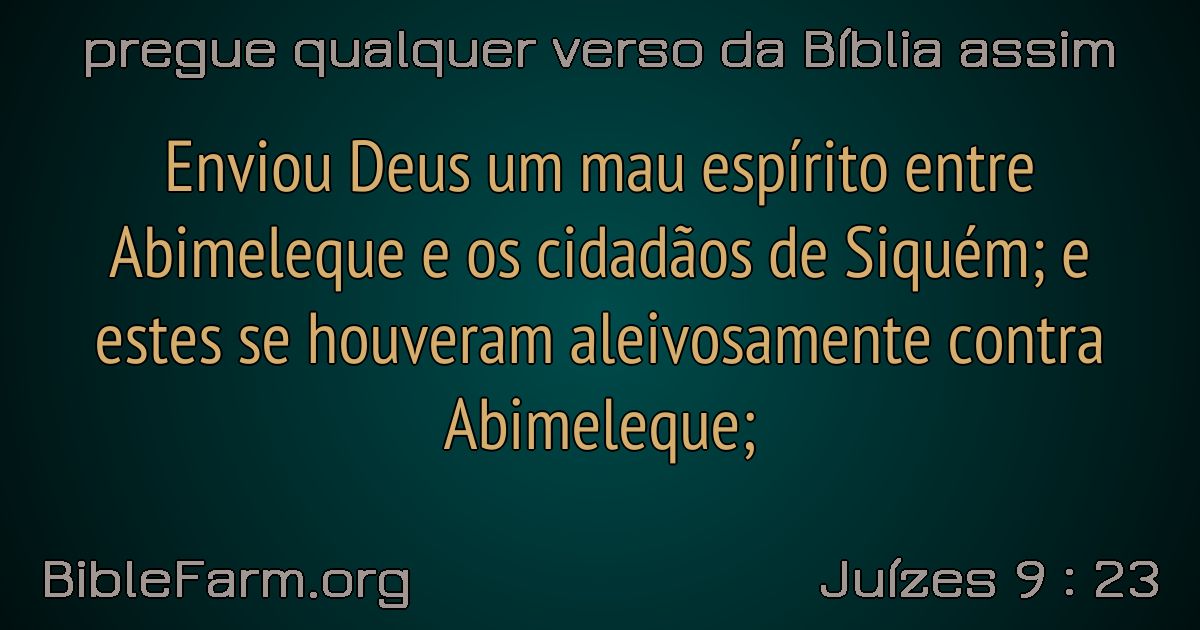 pregue qualquer verso da Bíblia assim
Enviou Deus um mau espírito entre
Abimeleque e os cidadãos de Siquém; e
estes se houveram aleivosamente contra
Abimeleque;
BibleFarm.org
Juízes 9 : 23